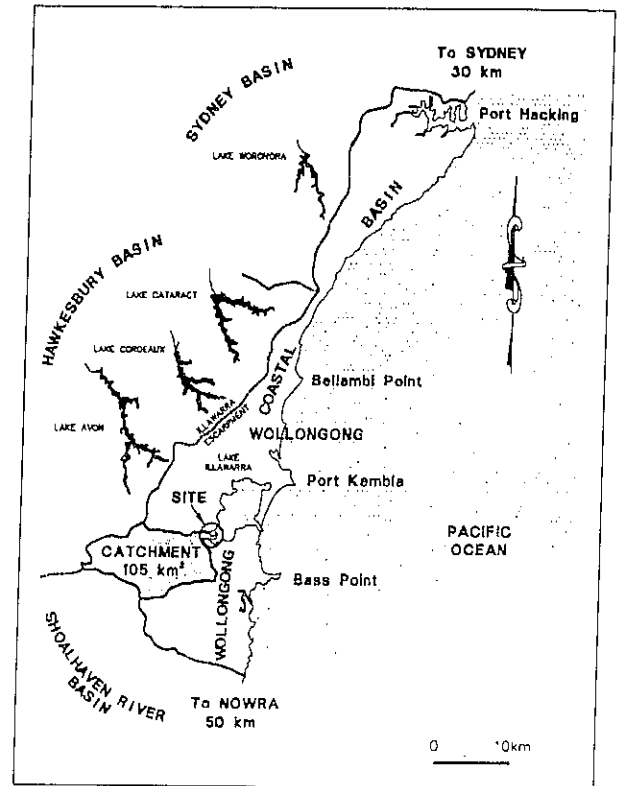 To SYDNEY
30 km
SYDNEY BASIN
Port Hacking
LAKE WORONORA
BASIN
HAWKESBURY BASIN
LAKE CATARACT
LAKE CORDEAUX
COASTAL
Bellambi Point
LAKE AVON
ILLAWARRA
ESCARPMENT
WOLLONGONG
LAKE
ILLAWARRA
Port Kembla
SITE
PACIFIC
OCEAN
CATCHMENT
105 km²
WOLLONGONG
Bass Point
SHOALHAVEN RIVER
BASIN
To NOWRA
50 km
0 10km